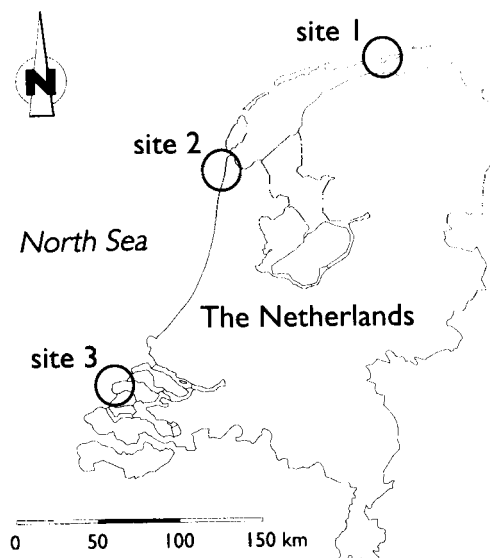 site 1
N
site 2
North Sea
The Netherlands
site 3
0 50 100 150 km